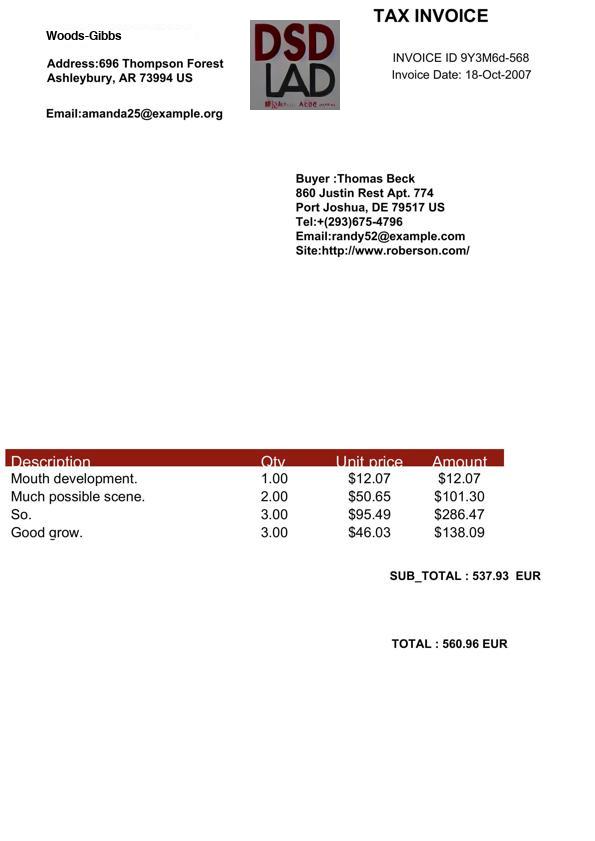 TAX INVOICE
Woods-Gibbs
Address:696 Thompson Forest
Ashleybury, AR 73994 US
Email:amanda25@example.org
DSD
LAD
INVOICE ID 9Y3M6d-568
Invoice Date: 18-Oct-2007
Buyer :Thomas Beck
860 Justin Rest Apt. 774
Port Joshua, DE 79517 US
Tel:+(293)675-4796
Email:randy52@example.com
Site:http://www.roberson.com/
Description Qty Unit price Amount
Mouth development. 1.00 $12.07 $12.07
Much possible scene. 2.00 $50.65 $101.30
So. 3.00 $95.49 $286.47
Good grow. 3.00 $46.03 $138.09
SUB_TOTAL : 537.93 EUR
TOTAL : 560.96 EUR